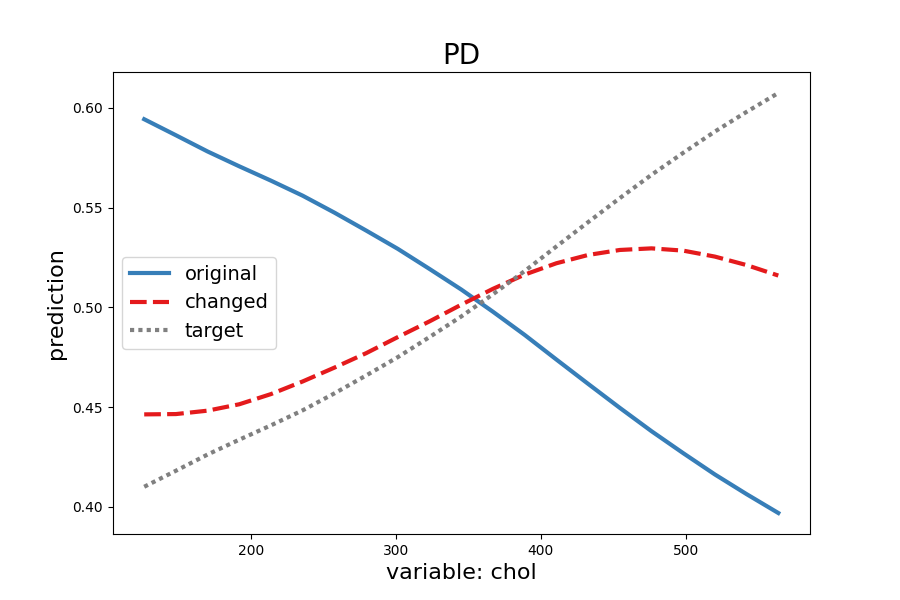 PD
prediction
0.60
0.55
0.50
0.45
0.40
original
changed
target
200 300 400 500
variable: chol